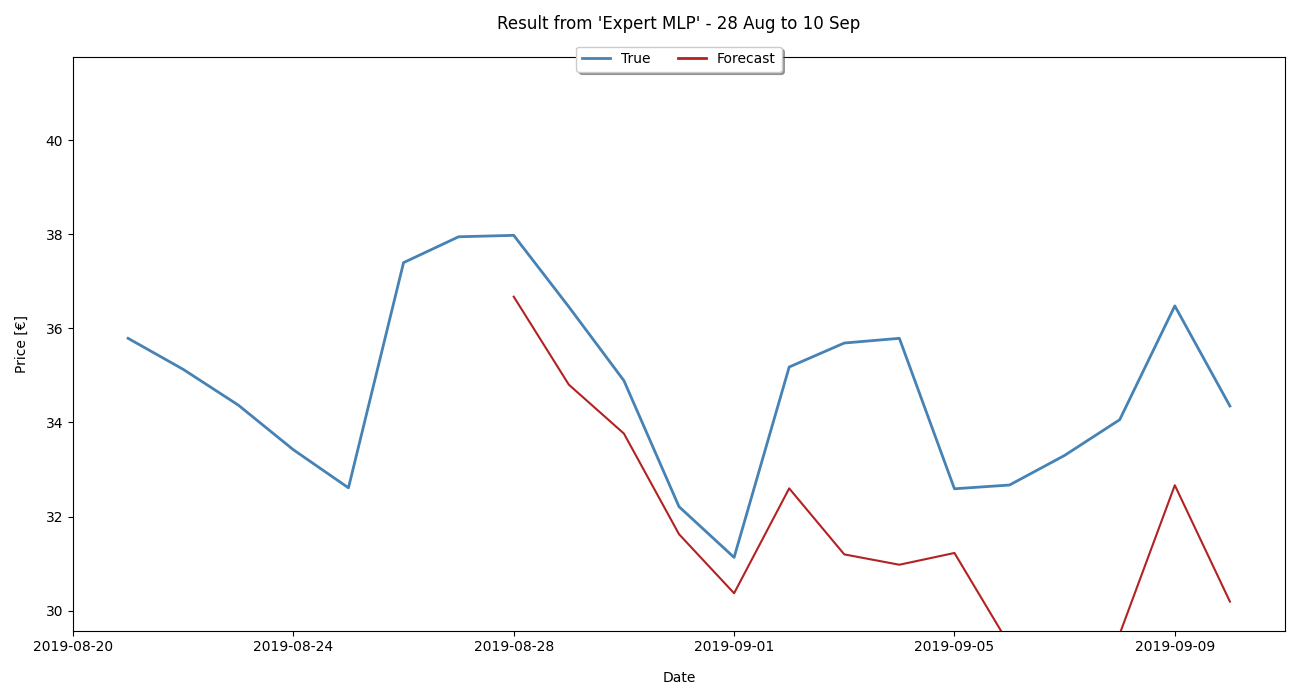 Result from 'Expert MLP' - 28 Aug to 10 Sep
True Forecast
40
38
36
34
32
30
Price [€]
2019-08-20 2019-08-24 2019-08-28 2019-09-01 2019-09-05 2019-09-09
Date